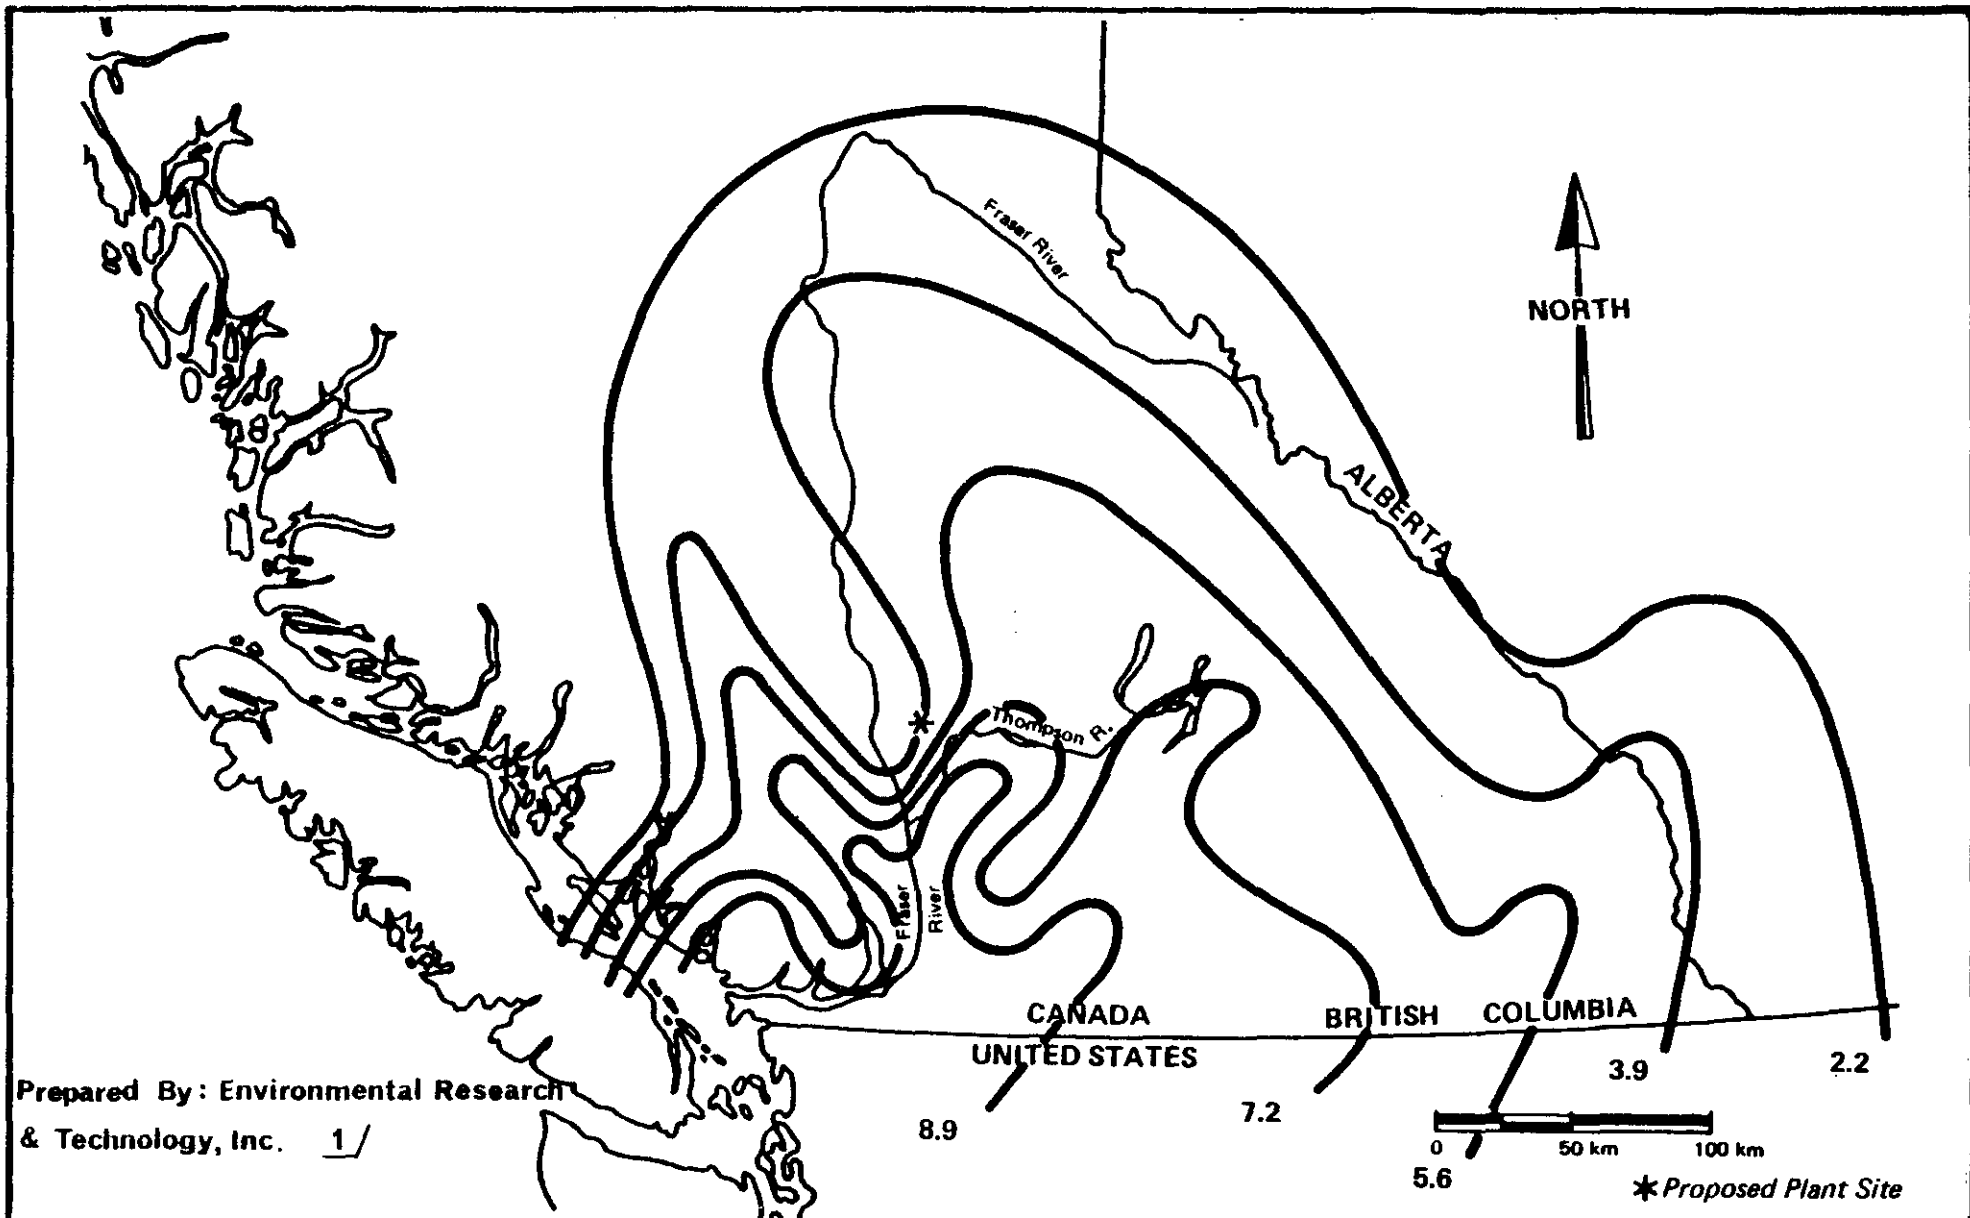 Fraser River
NORTH
ALBERTA
Thompson R.
Fraser
River
CANADA
BRITISH COLUMBIA
UNITED STATES
3.9
2.2
Prepared By: Environmental Research
& Technology, Inc. 1/
8.9
7.2
0 50 km 100 km
5.6
*Proposed Plant Site